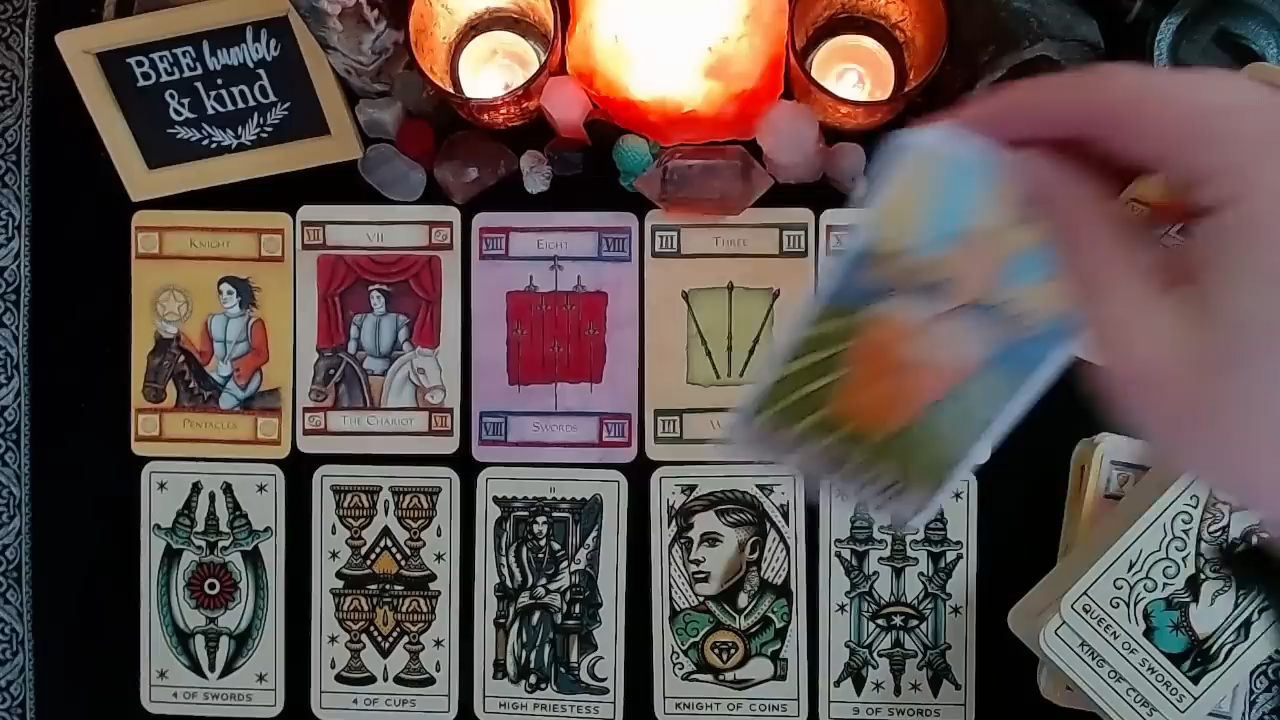 BEE humble
& kind
KNIGHT
PENTACLES
VII
VII
THE CHARIOT
VII
VIII
EIGHT
VIII
VIII
SWORDS
VIII
III
THREE
III
III
4 OF SWORDS
4 OF CUPS
II
HIGH PRIESTESS
KNIGHT OF COINS
9 OF SWORDS
QUEEN OF SWORDS
KING OF CUPS